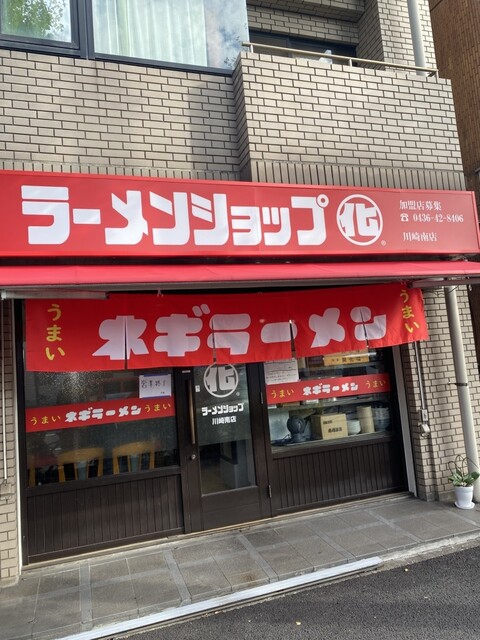 ラーメンショップ 化
加盟店募集
☎ 0436-42-8406
川崎南店
うまい ネギラーメン うまい
化
ラーメンショップ
川崎南店
うまい ネギラーメン うまい
うまい ネギラーメン